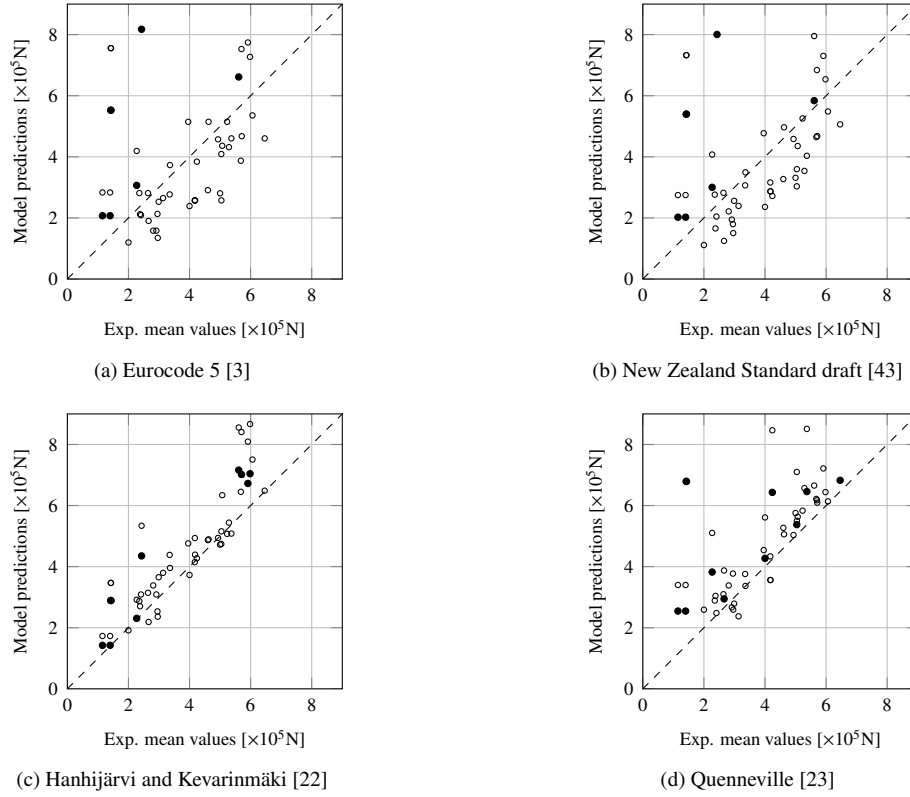 8
6
4
2
0
0 2 4 6 8
Model predictions [×10⁵N]
Exp. mean values [×10⁵N]
(a) Eurocode 5 [3]
8
6
4
2
0
0 2 4 6 8
Model predictions [×10⁵N]
Exp. mean values [×10⁵N]
(b) New Zealand Standard draft [43]
8
6
4
2
0
0 2 4 6 8
Model predictions [×10⁵N]
Exp. mean values [×10⁵N]
(c) Hanhijärvi and Kevarinmäki [22]
8
6
4
2
0
0 2 4 6 8
Model predictions [×10⁵N]
Exp. mean values [×10⁵N]
(d) Quenneville [23]